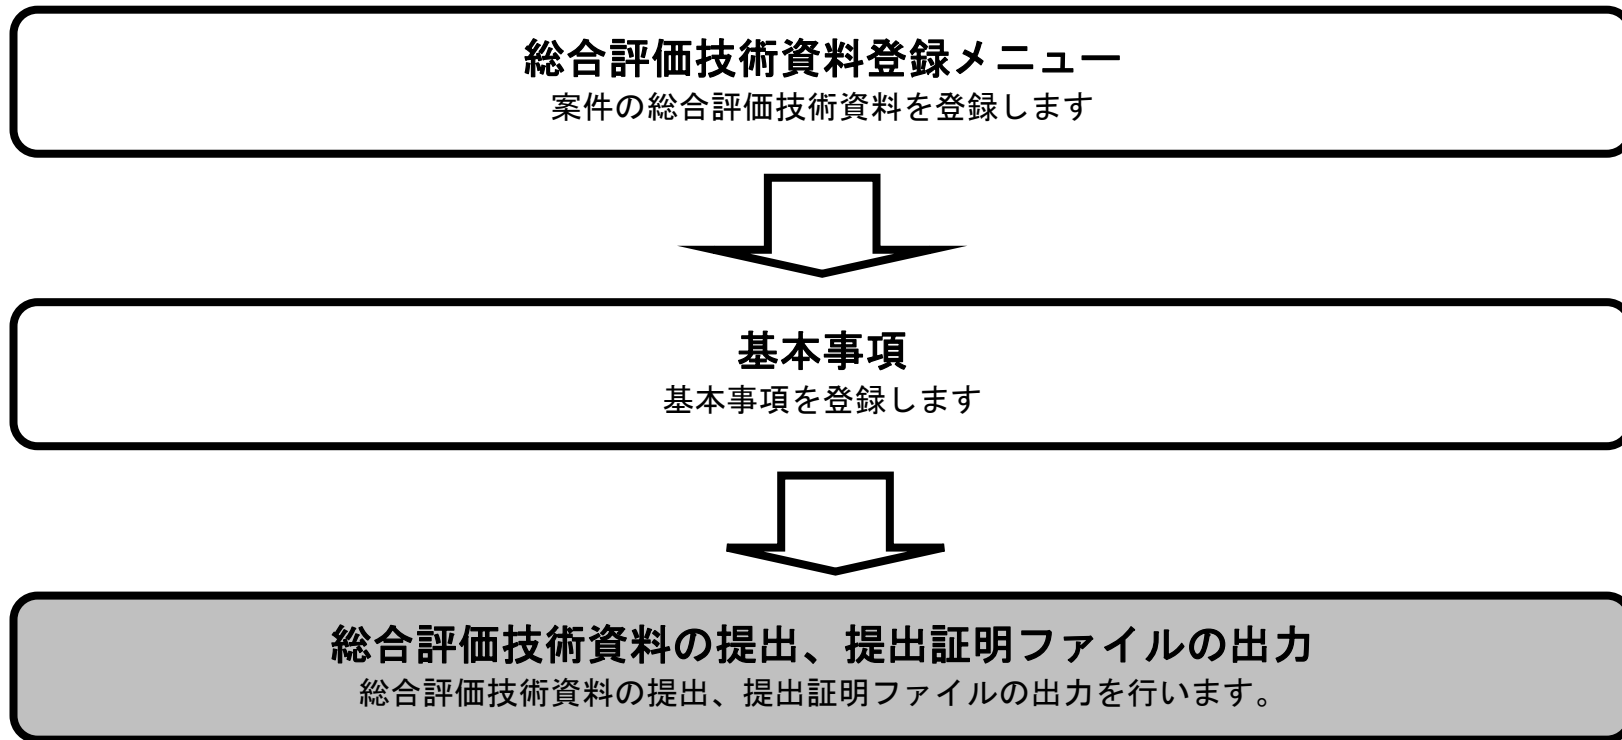 総合評価技術資料登録メニュー
案件の総合評価技術資料を登録します
基本事項
基本事項を登録します
総合評価技術資料の提出、提出証明ファイルの出力
総合評価技術資料の提出、提出証明ファイルの出力を行います。